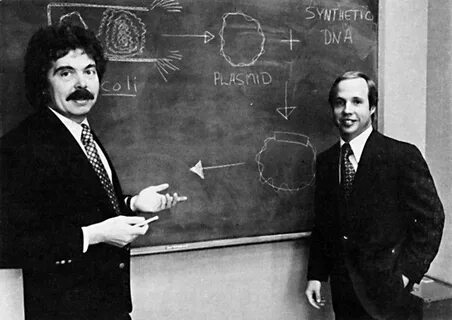 SYNTHETIC
DNA
PLASMID
coli